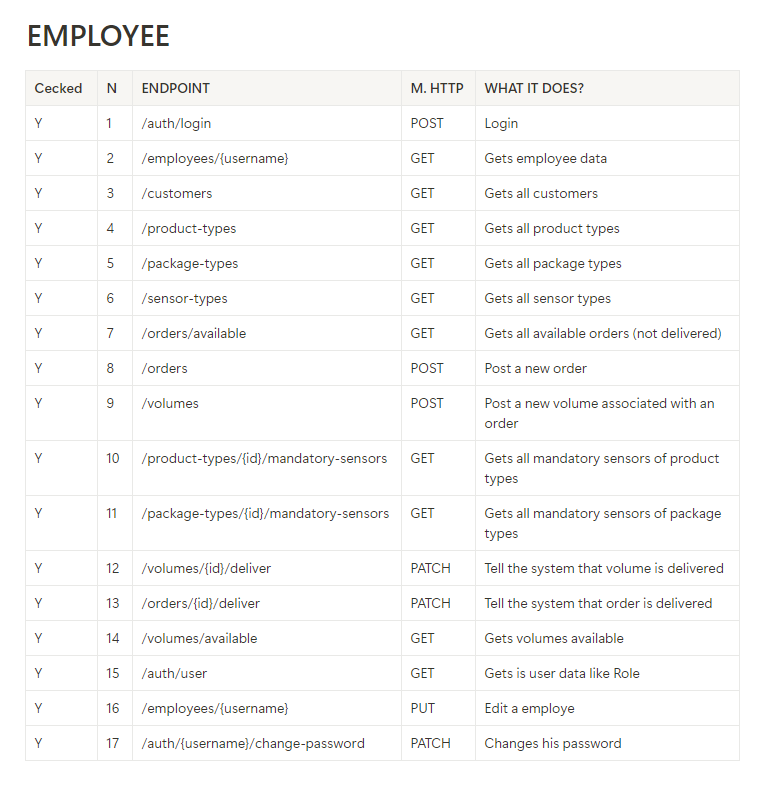 EMPLOYEE
Cecked N ENDPOINT M. HTTP WHAT IT DOES?
Y 1 /auth/login POST Login
Y 2 /employees/{username} GET Gets employee data
Y 3 /customers GET Gets all customers
Y 4 /product-types GET Gets all product types
Y 5 /package-types GET Gets all package types
Y 6 /sensor-types GET Gets all sensor types
Y 7 /orders/available GET Gets all available orders (not delivered)
Y 8 /orders POST Post a new order
Y 9 /volumes POST Post a new volume associated with an
order
Y 10 /product-types/{id}/mandatory-sensors GET Gets all mandatory sensors of product
types
Y 11 /package-types/{id}/mandatory-sensors GET Gets all mandatory sensors of package
types
Y 12 /volumes/{id}/deliver PATCH Tell the system that volume is delivered
Y 13 /orders/{id}/deliver PATCH Tell the system that order is delivered
Y 14 /volumes/available GET Gets volumes available
Y 15 /auth/user GET Gets is user data like Role
Y 16 /employees/{username} PUT Edit a employe
Y 17 /auth/{username}/change-password PATCH Changes his password